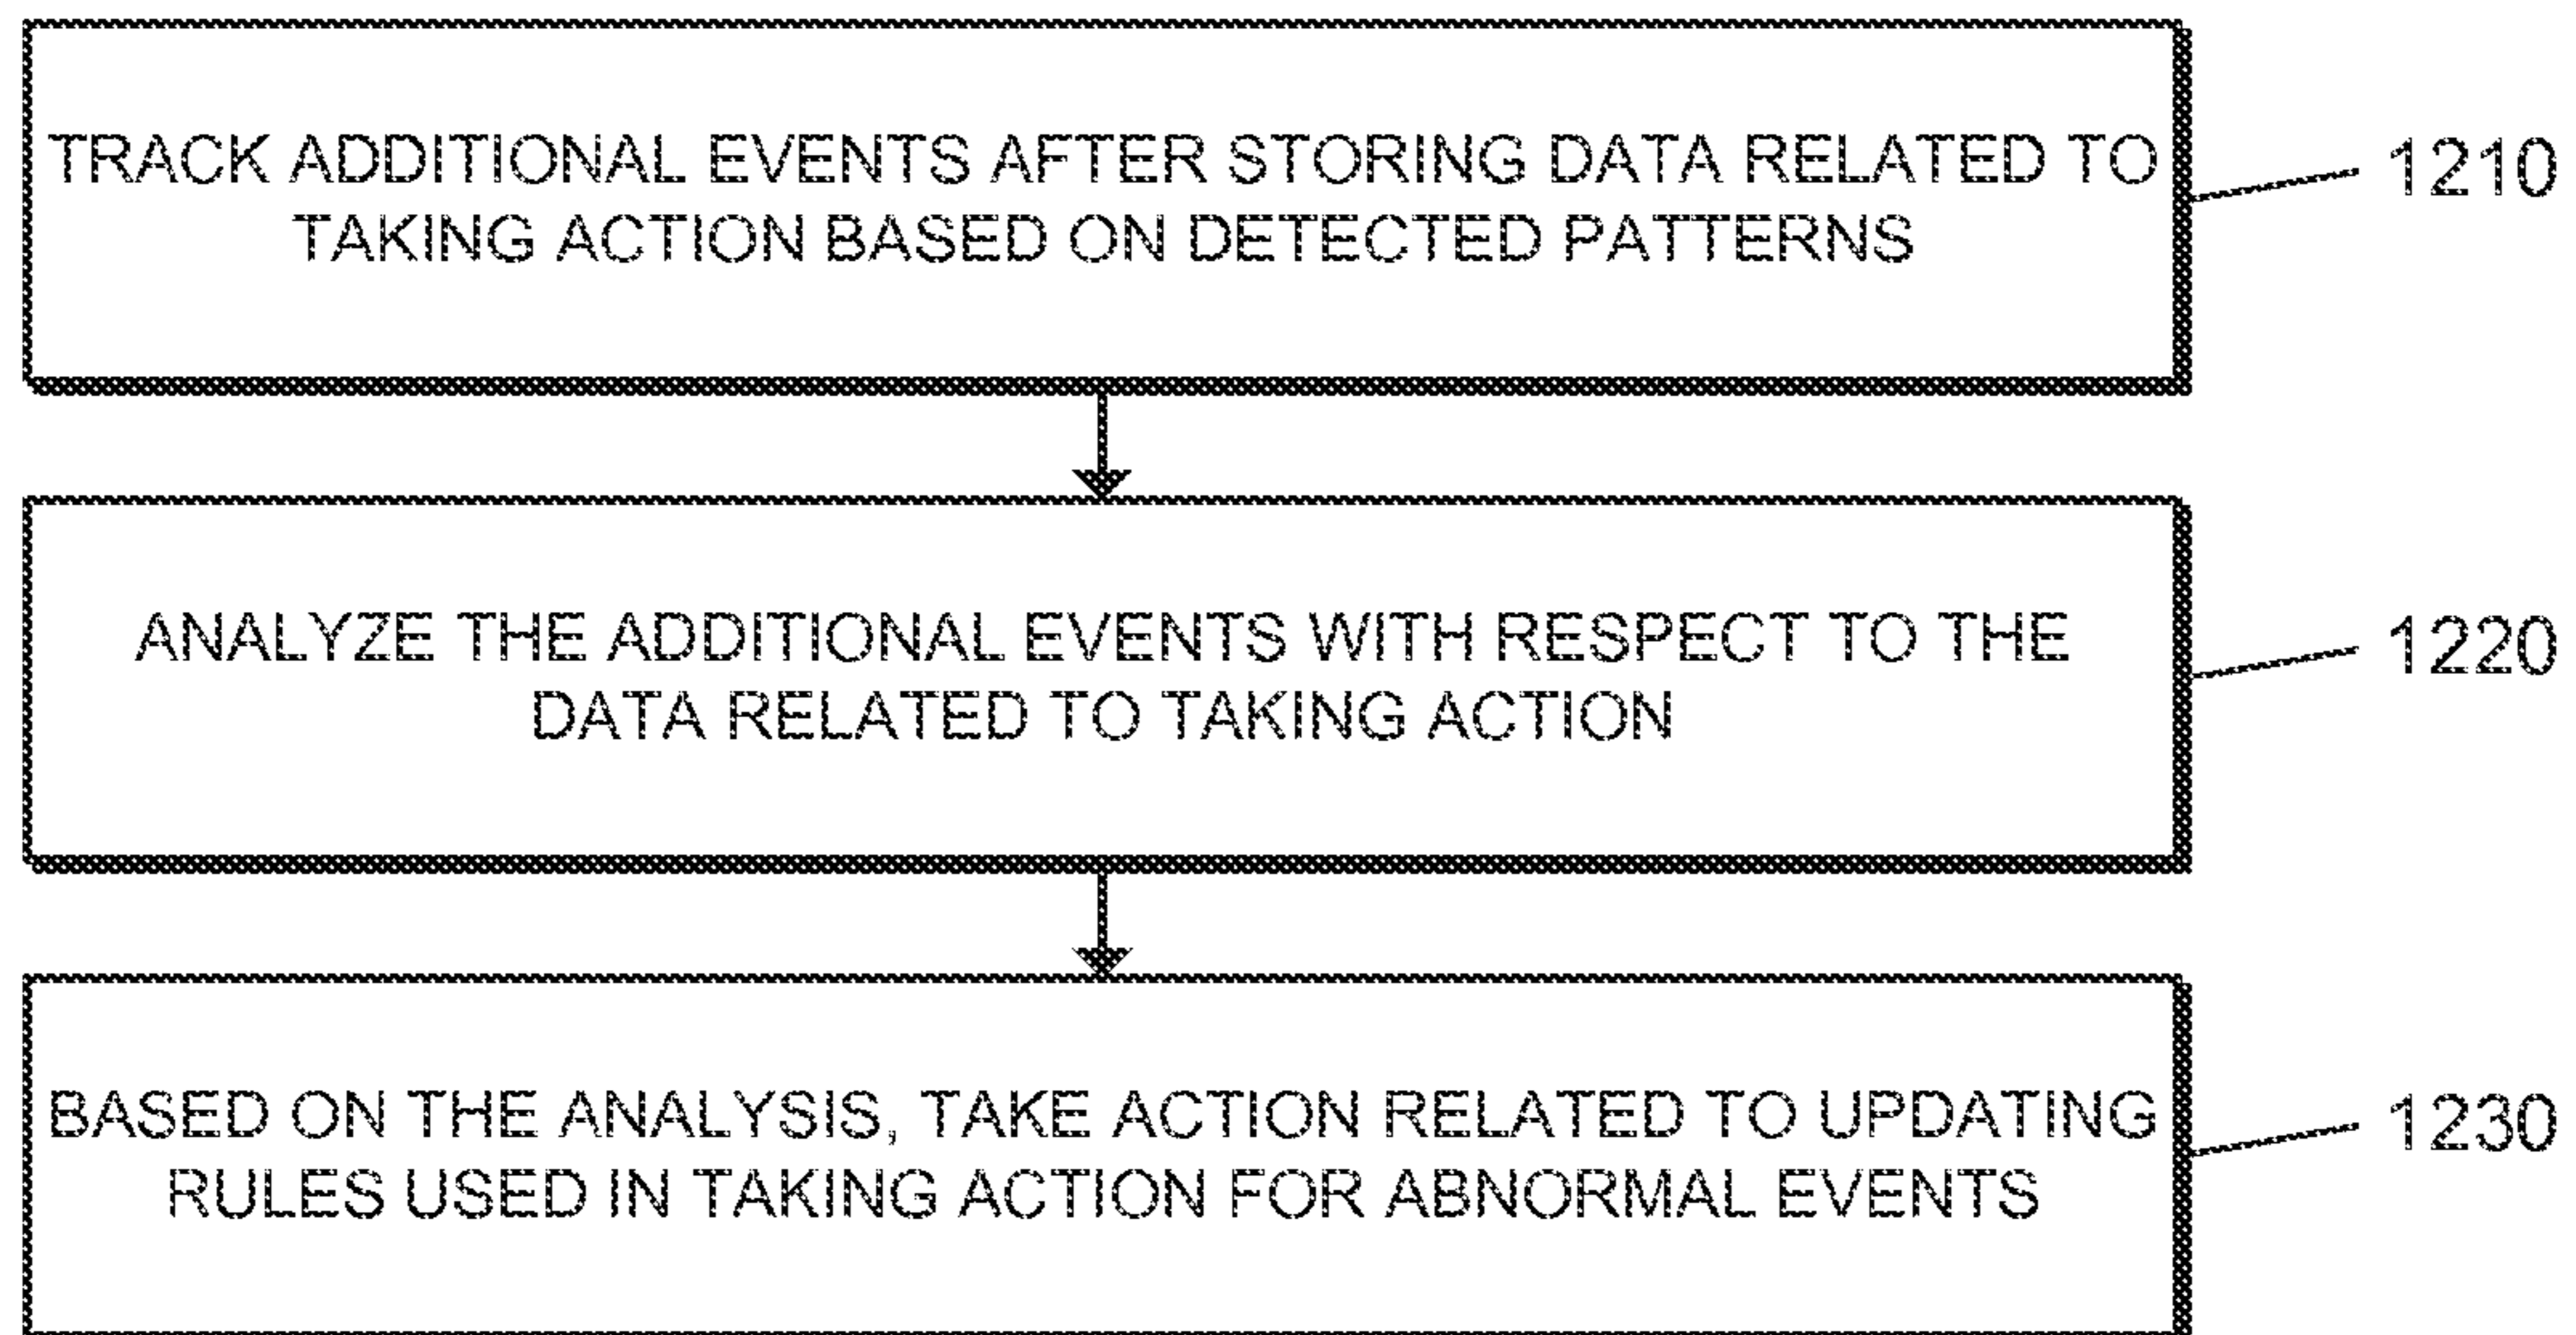 TRACK ADDITIONAL EVENTS AFTER STORING DATA RELATED TO
TAKING ACTION BASED ON DETECTED PATTERNS
1210
ANALYZE THE ADDITIONAL EVENTS WITH RESPECT TO THE
DATA RELATED TO TAKING ACTION
1220
BASED ON THE ANALYSIS, TAKE ACTION RELATED TO UPDATING
RULES USED IN TAKING ACTION FOR ABNORMAL EVENTS
1230